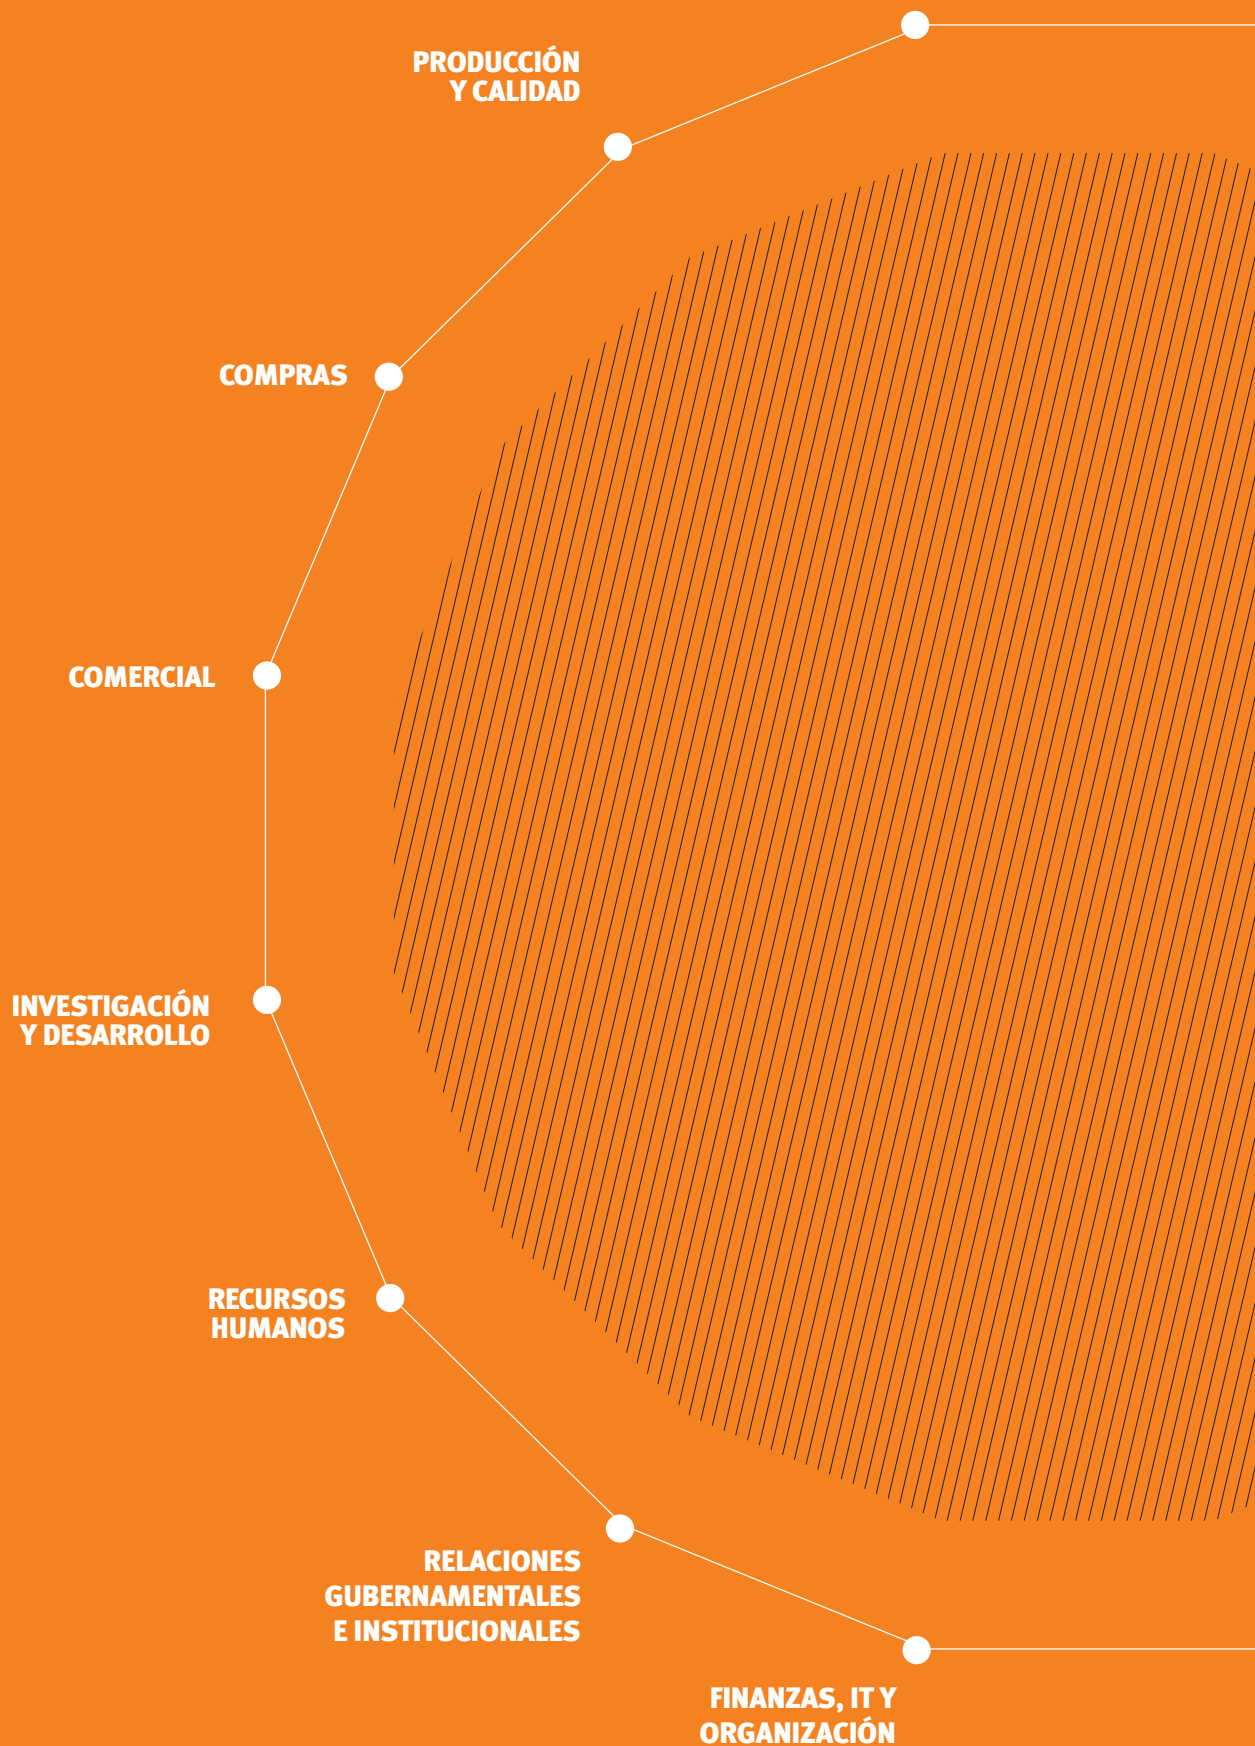 PRODUCCIÓN
Y CALIDAD
COMPRAS
COMERCIAL
INVESTIGACIÓN
Y DESARROLLO
RECURSOS
HUMANOS
RELACIONES
GUBERNAMENTALES
E INSTITUCIONALES
FINANZAS, IT Y
ORGANIZACIÓN